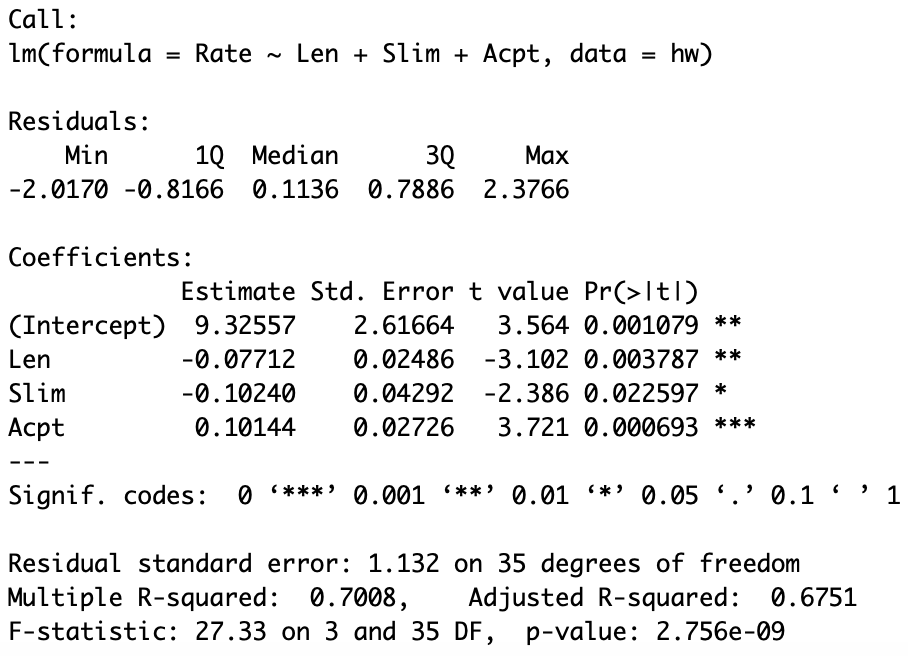 Call:
lm(formula = Rate ~ Len + Slim + Acpt, data = hw)
Residuals:
    Min      1Q  Median      3Q     Max
-2.0170 -0.8166  0.1136  0.7886  2.3766
Coefficients:
            Estimate Std. Error t value Pr(>|t|)
(Intercept)  9.32557    2.61664   3.564 0.001079 **
Len         -0.07712    0.02486  -3.102 0.003787 **
Slim        -0.10240    0.04292  -2.386 0.022597 *
Acpt         0.10144    0.02726   3.721 0.000693 ***
---
Signif. codes:  0 ‘***’ 0.001 ‘**’ 0.01 ‘*’ 0.05 ‘.’ 0.1 ‘ ’ 1
Residual standard error: 1.132 on 35 degrees of freedom
Multiple R-squared:  0.7008,    Adjusted R-squared:  0.6751
F-statistic: 27.33 on 3 and 35 DF,  p-value: 2.756e-09